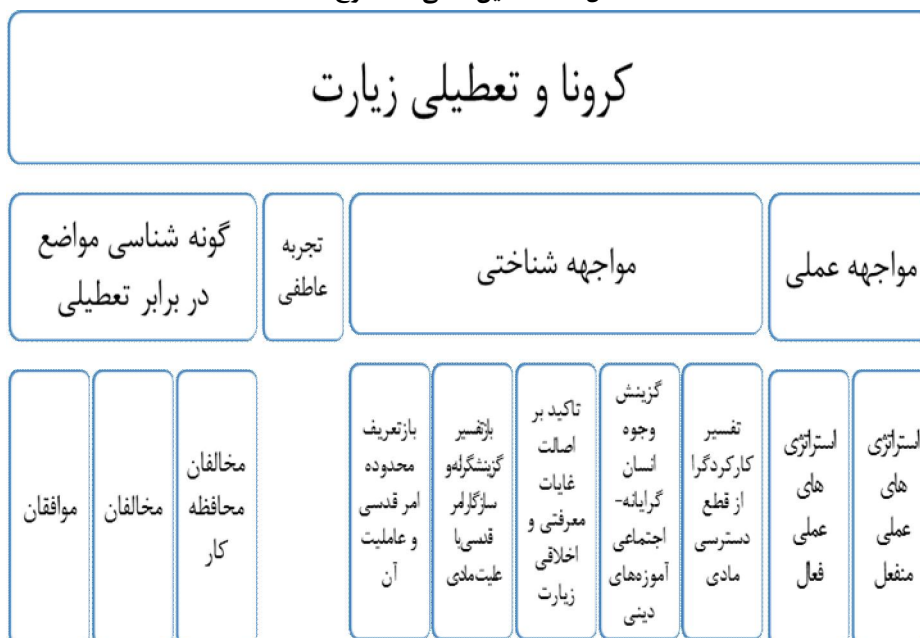 کرونا و تعطیلی زیارت
مواجهه عملی
مواجهه شناختی
تجربه
عاطفی
گونه شناسی مواضع
در برابر تعطیلی
استراتژی
های
عملی
منفعل
استراتژی
های
عملی
فعال
تفسیر
کارکردگرا
از قطع
دسترسی
مادی
گزینش
وجوه
انسان
گرایانه-
اجتماعی
آموزه‌های
دینی
تاکید بر
اصالت
غایات
معرفتی و
اخلاقی
زیارت
بازتفسیر
گزینشگرانه‌و
سازگارامر
قدسی‌با
علیت‌مادی
بازتعریف
محدوده
امر قدسی
و عاملیت
آن
مخالفان
محافظه
کار
مخالفان
موافقان